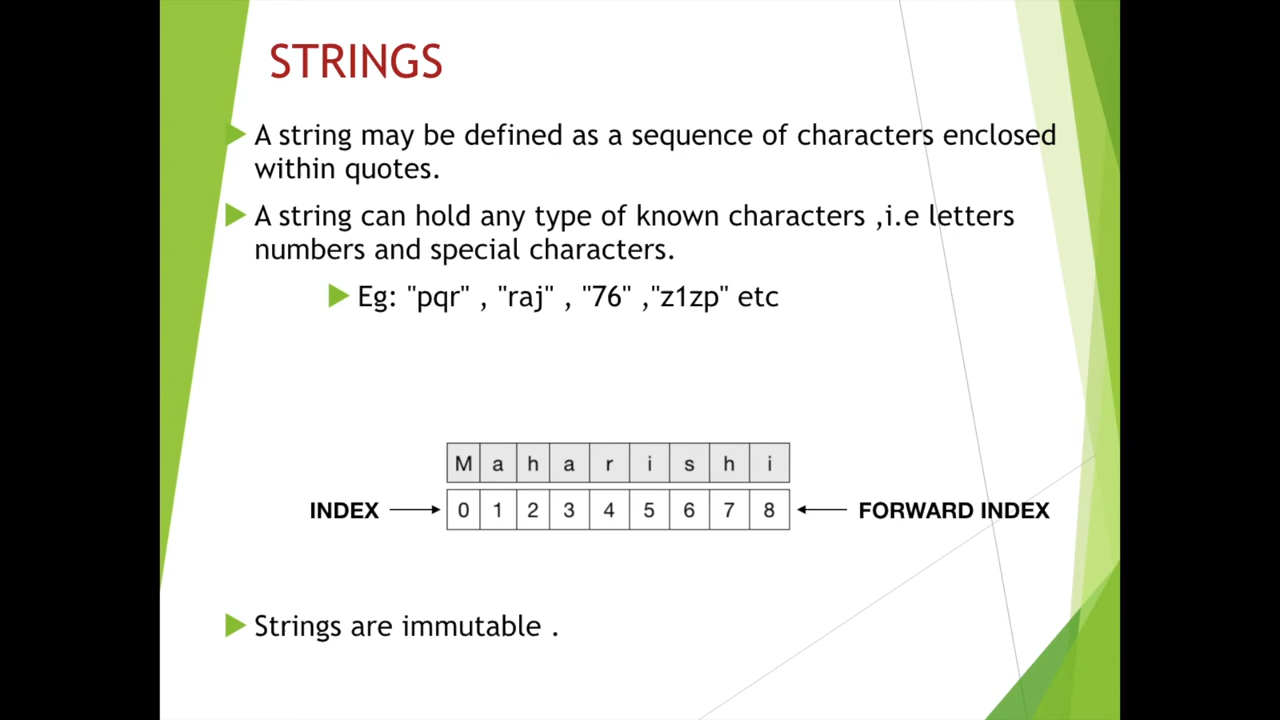 STRINGS
A string may be defined as a sequence of characters enclosed
within quotes.
A string can hold any type of known characters ,i.e letters
numbers and special characters.
Eg: "pqr" , "raj" , "76" ,"z1zp" etc
M a h a r i s h i
INDEX 0 1 2 3 4 5 6 7 8 FORWARD INDEX
Strings are immutable .